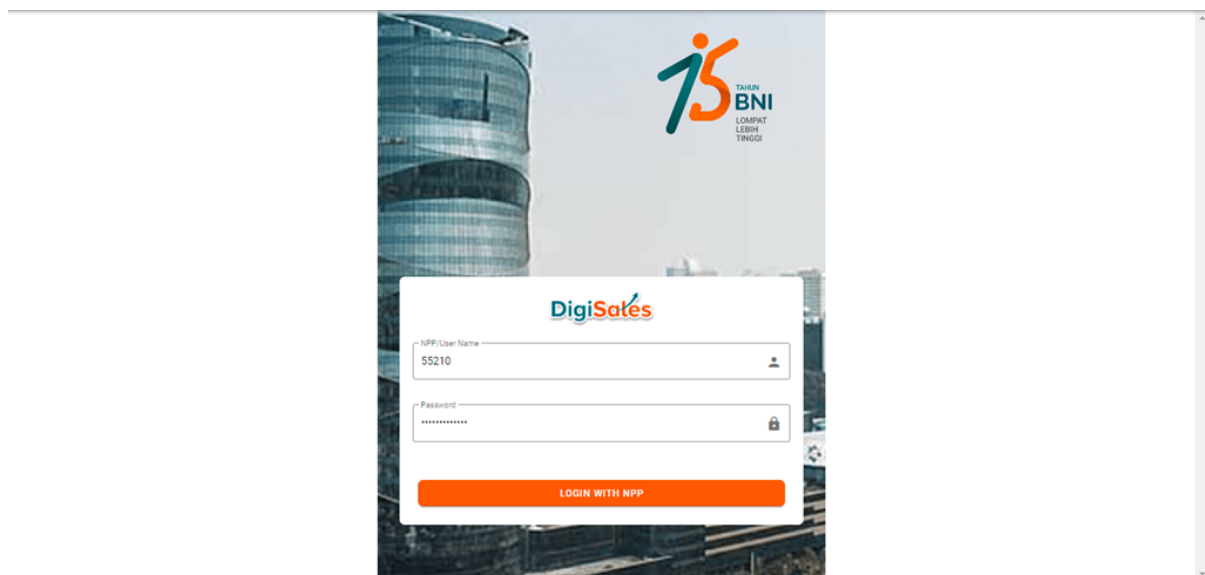 75
TAHUN
BNI
LOMPAT
LEBIH
TINGGI
DigiSales
NPP/User Name
55210
Password
•••••••••••••
LOGIN WITH NPP